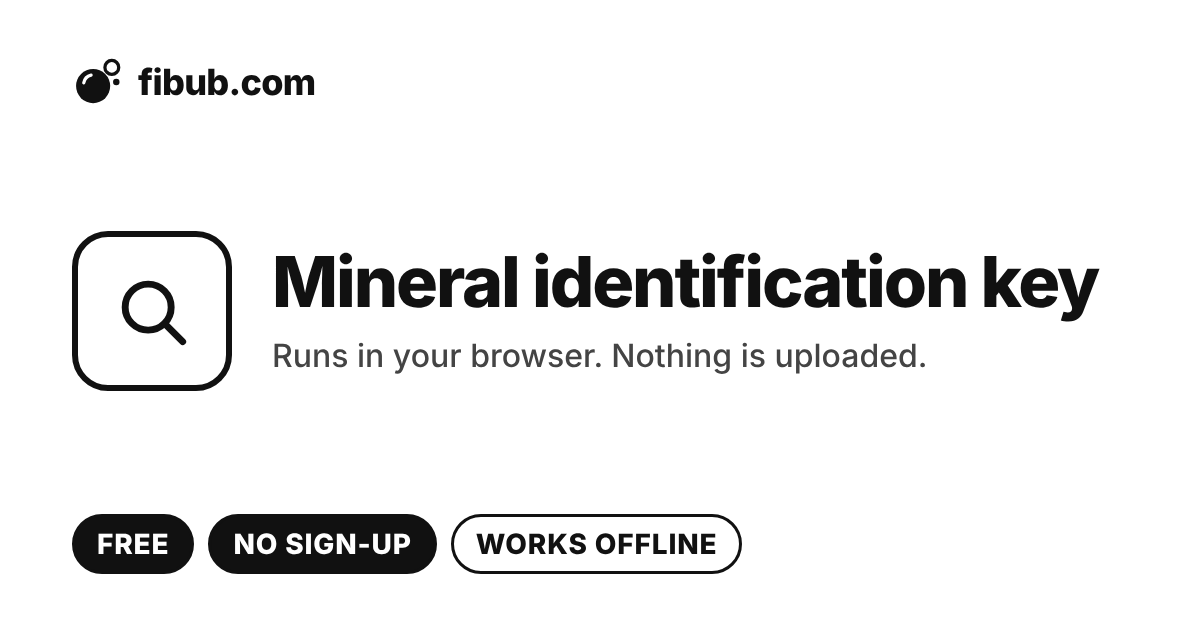 fibub.com
Mineral identification key
Runs in your browser. Nothing is uploaded.
FREE
NO SIGN-UP
WORKS OFFLINE